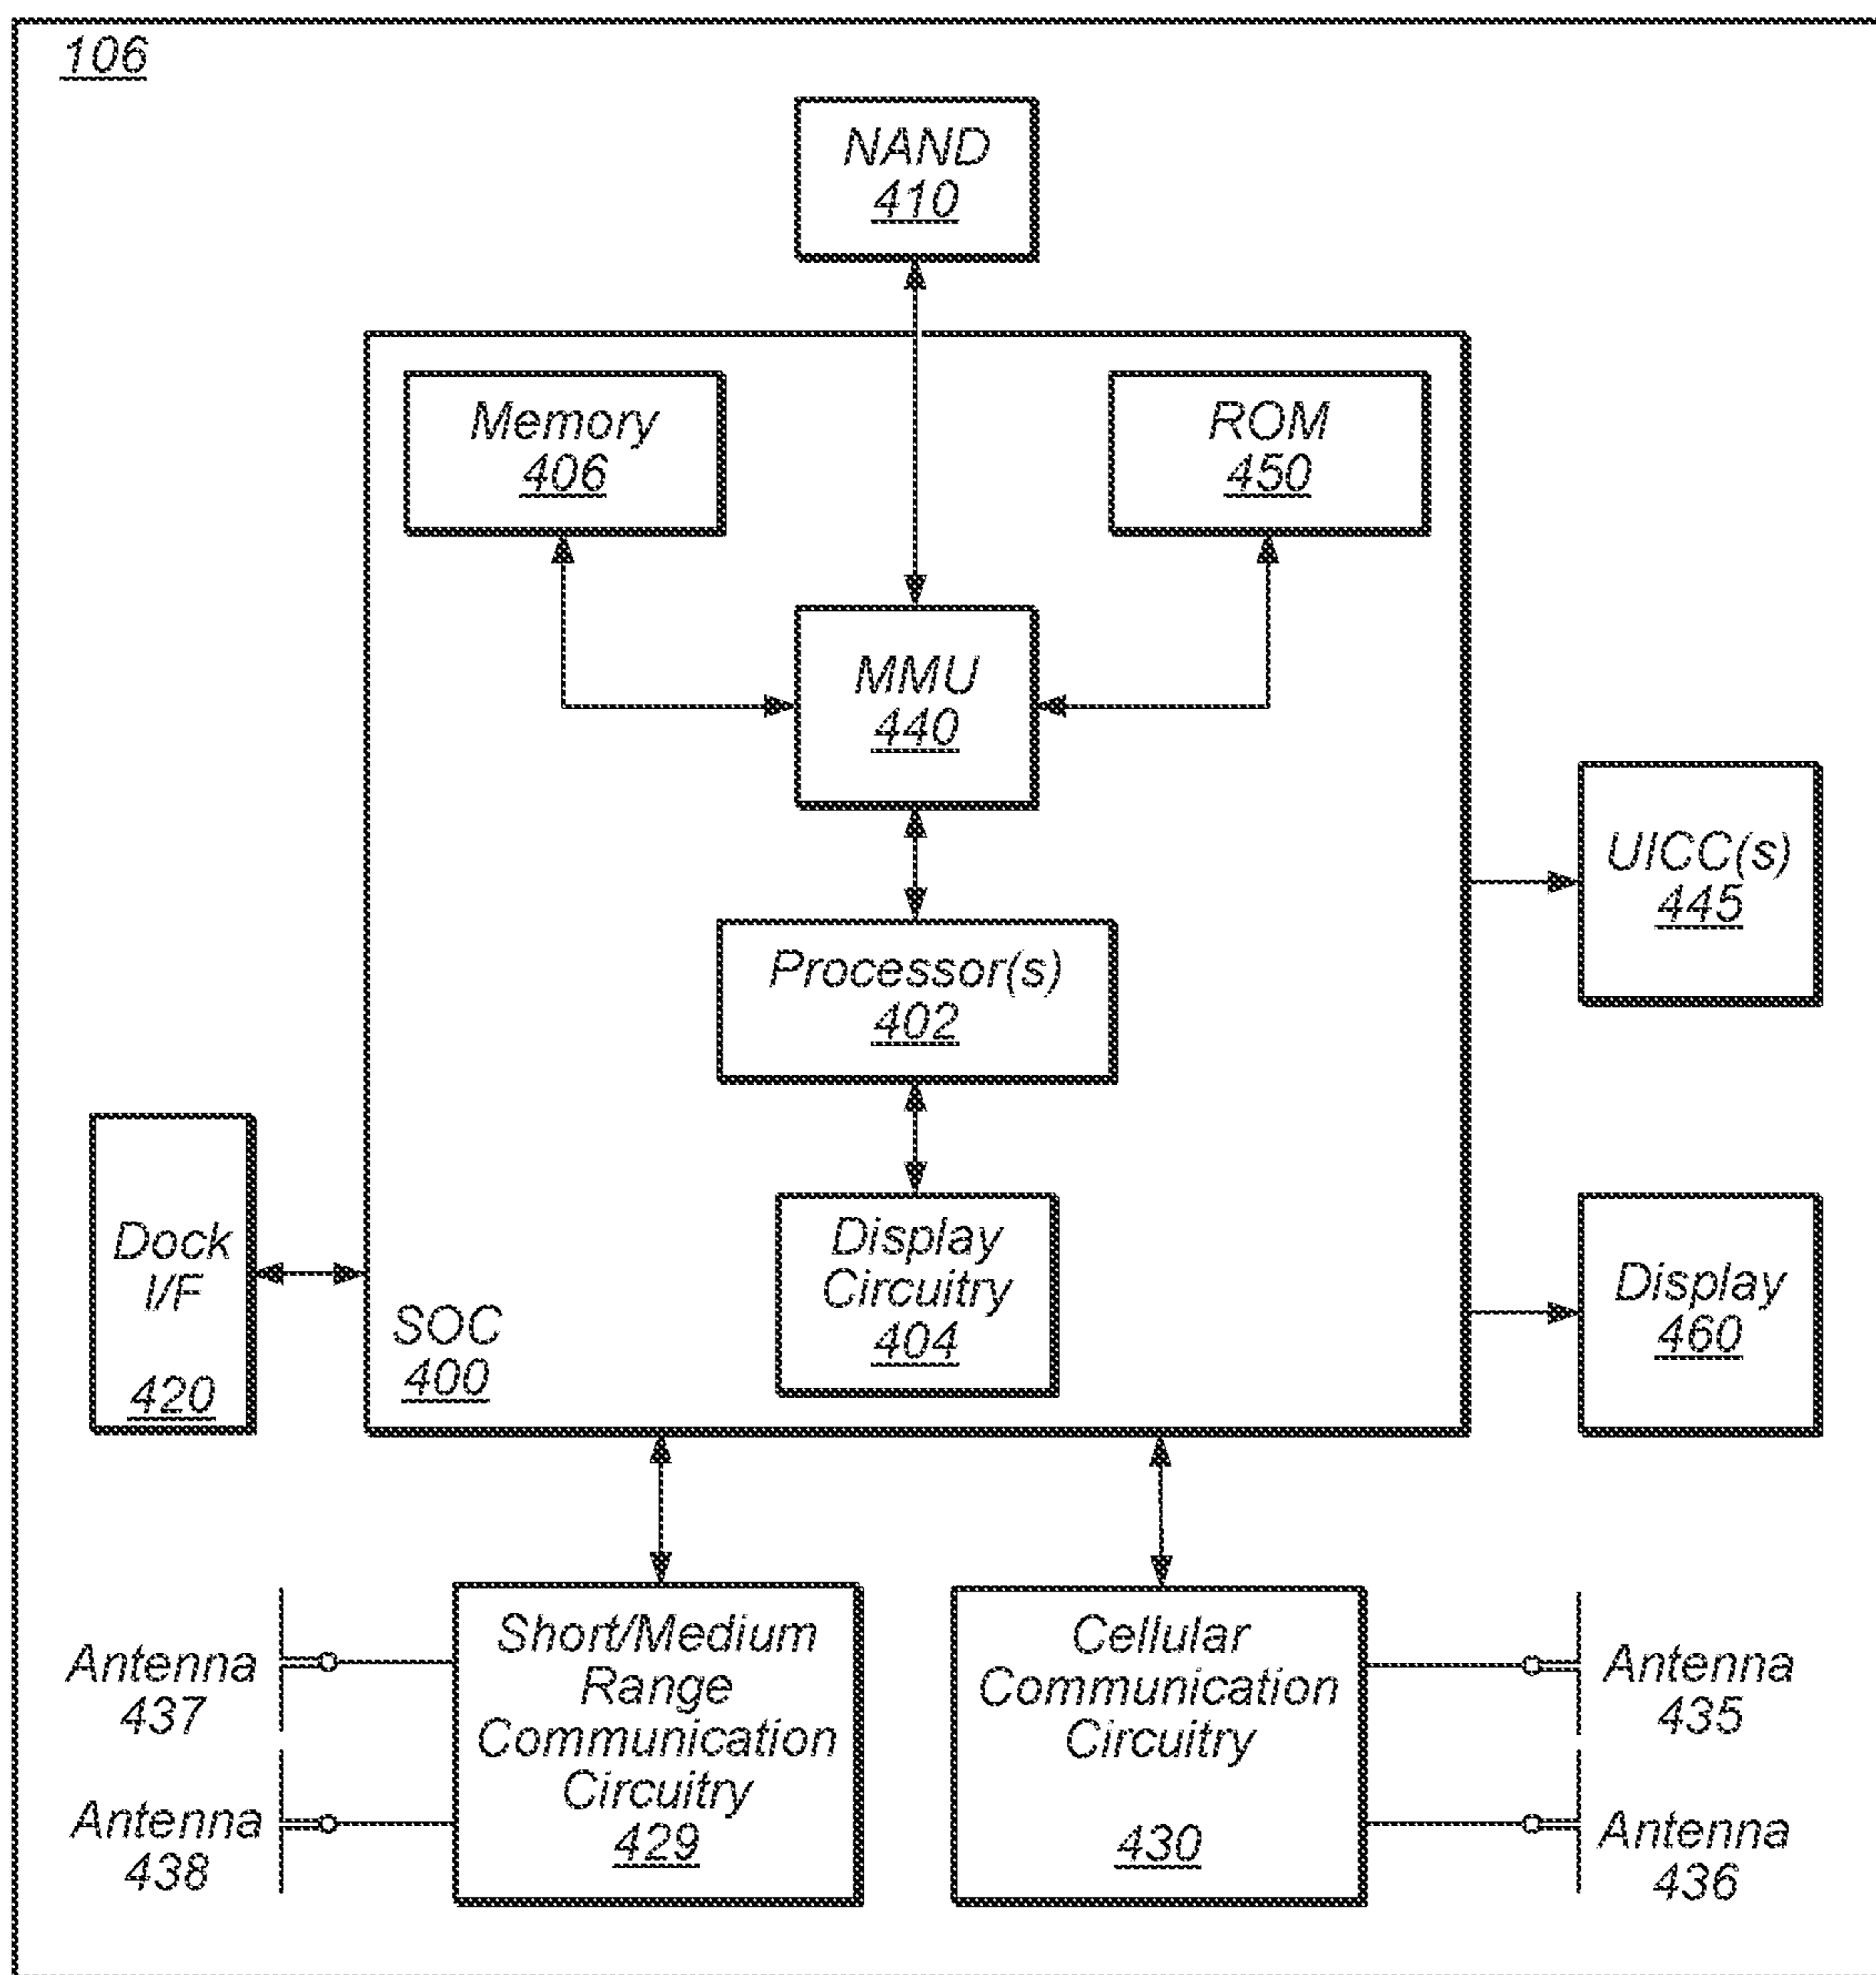 106
NAND
410
Memory
406
ROM
450
MMU
440
UICC(s)
445
Processor(s)
402
Dock
I/F
420
Display
Circuitry
404
SOC
400
Display
460
Short/Medium
Range
Communication
Circuitry
429
Cellular
Communication
Circuitry
430
Antenna
437
Antenna
438
Antenna
435
Antenna
436